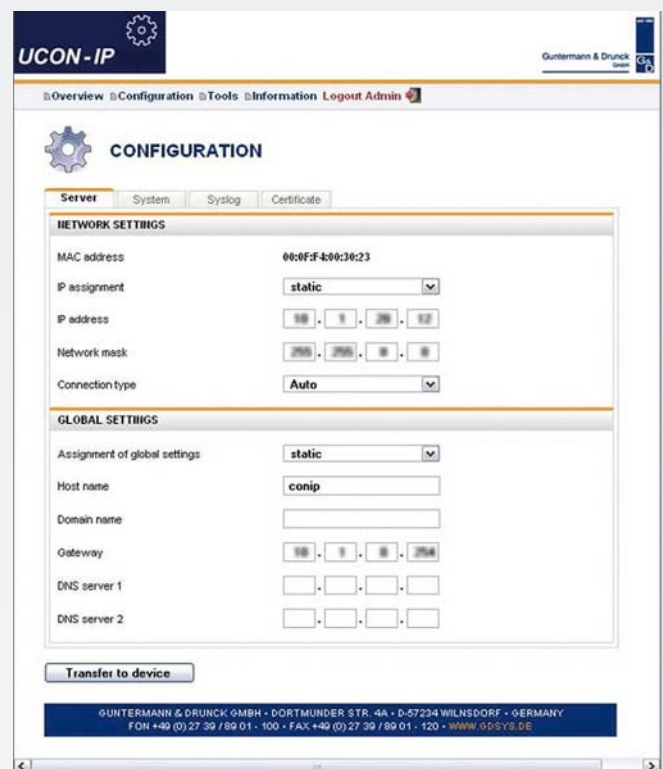 UCON-IP
Guntermann & Drunck
GmbH
G&D
Overview Configuration Tools Information Logout Admin
CONFIGURATION
Server System Syslog Certificate
NETWORK SETTINGS
MAC address 00:0F:F4:00:30:23
IP assignment static
IP address
Network mask
Connection type Auto
GLOBAL SETTINGS
Assignment of global settings static
Host name conip
Domain name
Gateway
DNS server 1
DNS server 2
Transfer to device
GUNTERMANN & DRUNCK GMBH • DORTMUNDER STR. 4A • D-57234 WILNSDORF • GERMANY
FON +49 (0) 27 39 / 89 01 - 100 • FAX +49 (0) 27 39 / 89 01 - 120 • WWW.GDSYS.DE